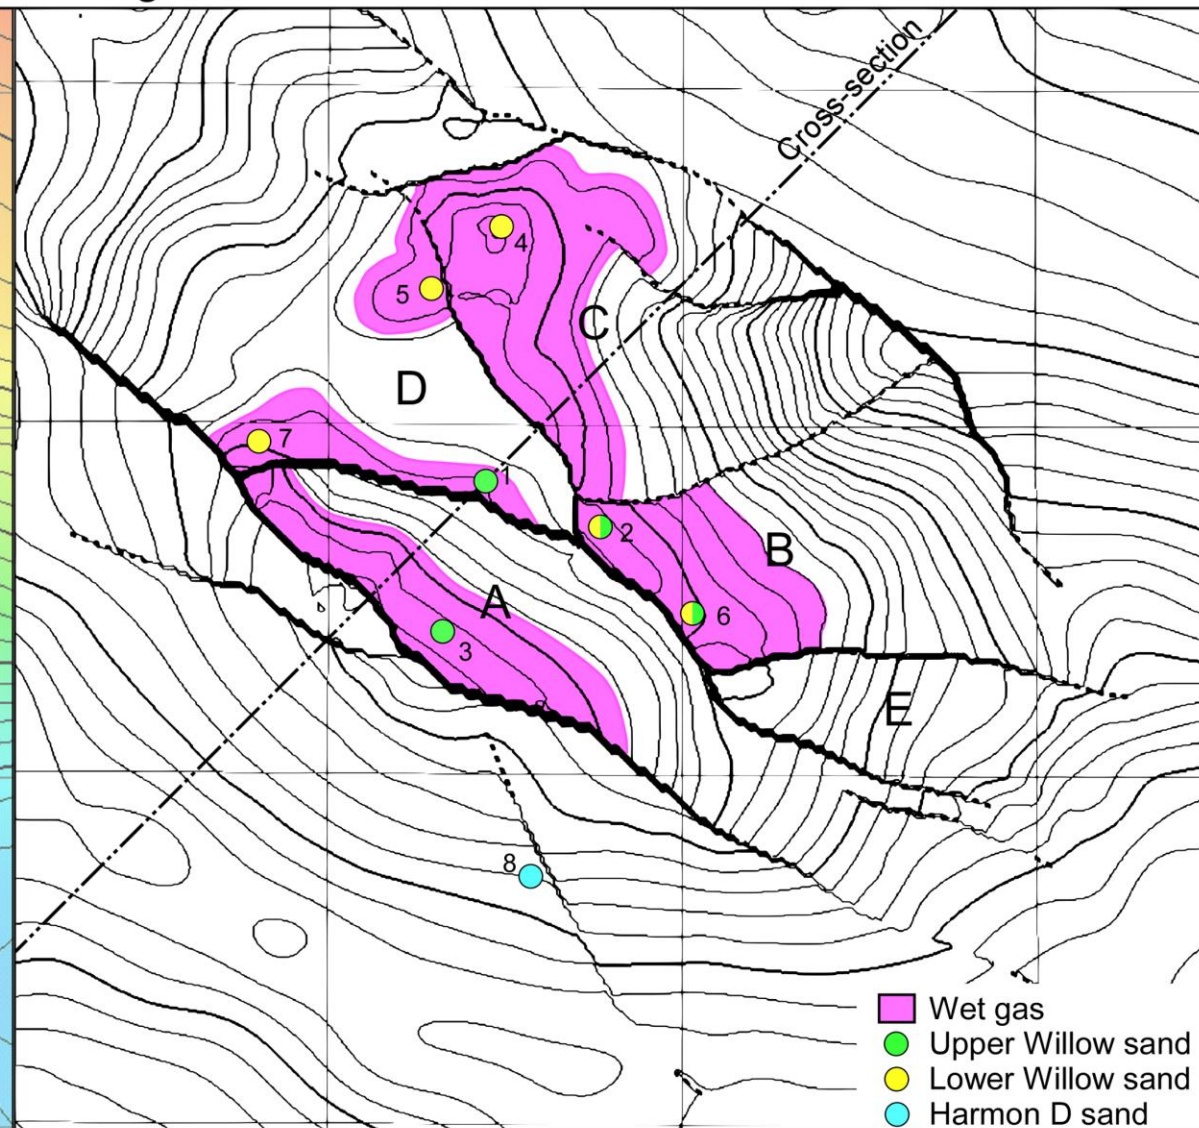 Cross-section
4
5
C
D
7
1
2
B
6
A
3
E
8
Wet gas
Upper Willow sand
Lower Willow sand
Harmon D sand